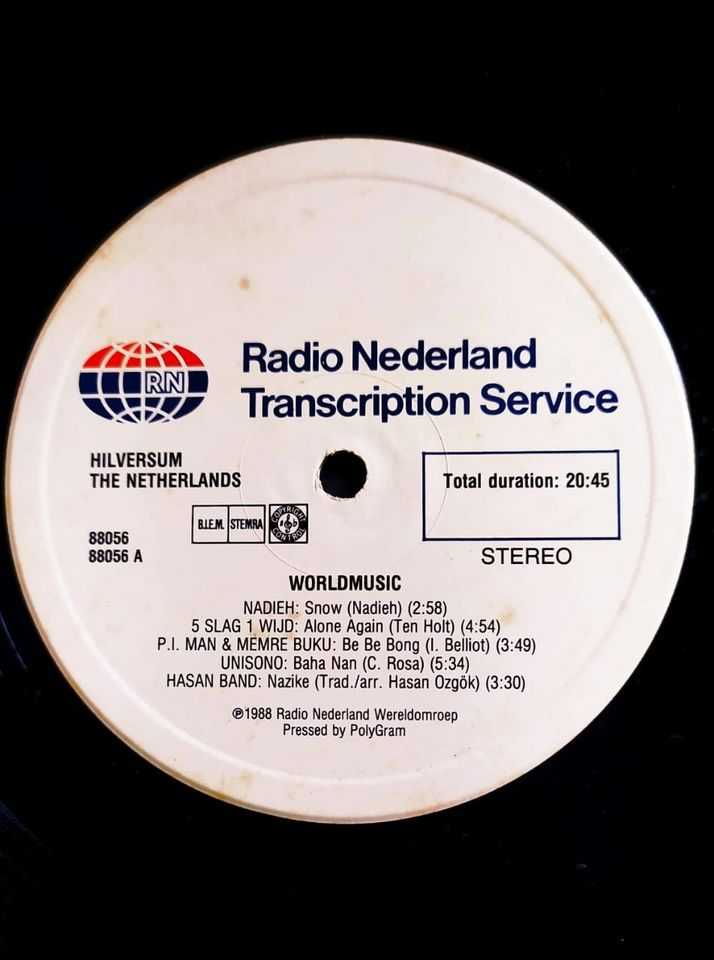 RN
Radio Nederland
Transcription Service
HILVERSUM
THE NETHERLANDS
Total duration: 20:45
B.I.E.M. STEMRA
COPYRIGHT CONTROL
88056
88056 A
STEREO
WORLDMUSIC
NADIEH: Snow (Nadieh) (2:58)
5 SLAG 1 WIJD: Alone Again (Ten Holt) (4:54)
P.I. MAN & MEMRE BUKU: Be Be Bong (I. Belliot) (3:49)
UNISONO: Baha Nan (C. Rosa) (5:34)
HASAN BAND: Nazike (Trad./arr. Hasan Ozgök) (3:30)
℗1988 Radio Nederland Wereldomroep
Pressed by PolyGram